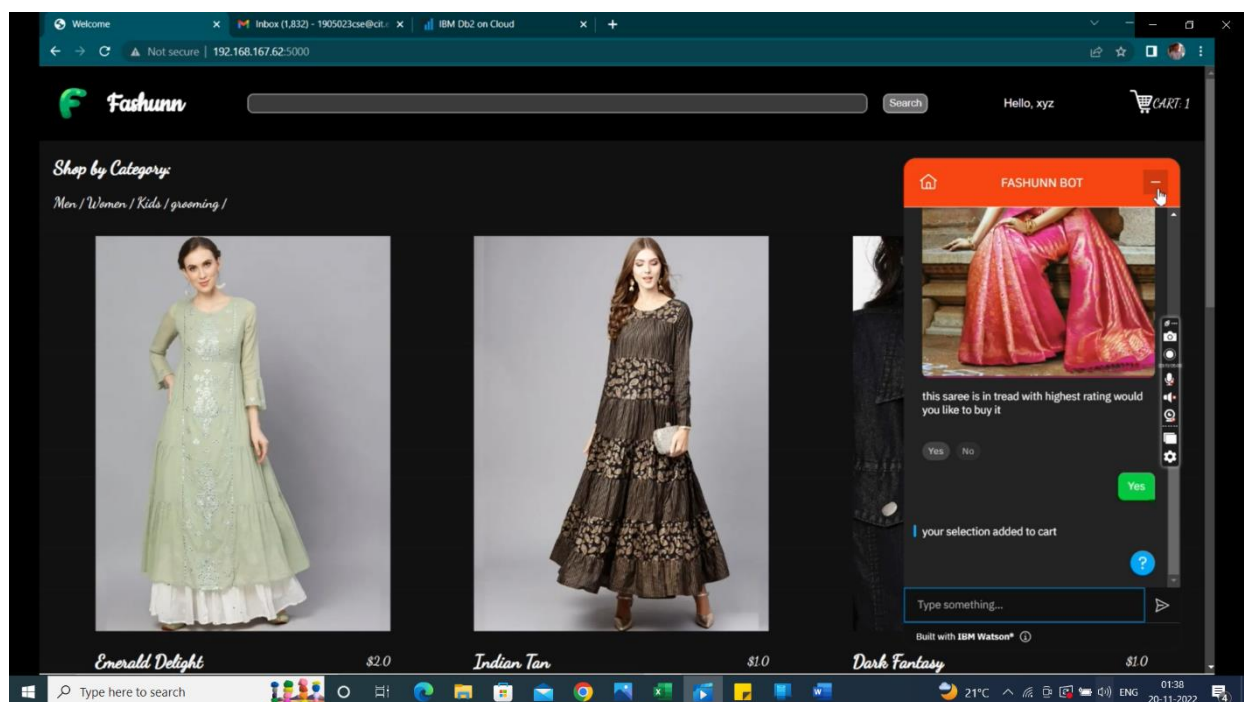 Welcome
Inbox (1,832) - 1905023cse@cit.
IBM Db2 on Cloud
Not secure | 192.168.167.62:5000
Fashunn
Search
Hello, xyz
CART: 1
Shop by Category:
Men / Women / Kids / grooming /
FASHUNN BOT
this saree is in tread with highest rating would
you like to buy it
Yes No
Yes
your selection added to cart
?
Type something...
Built with IBM Watson®
Emerald Delight
$2.0
Indian Tan
$1.0
Dark Fantasy
$1.0
Type here to search
21°C
ENG
01:38
20-11-2022